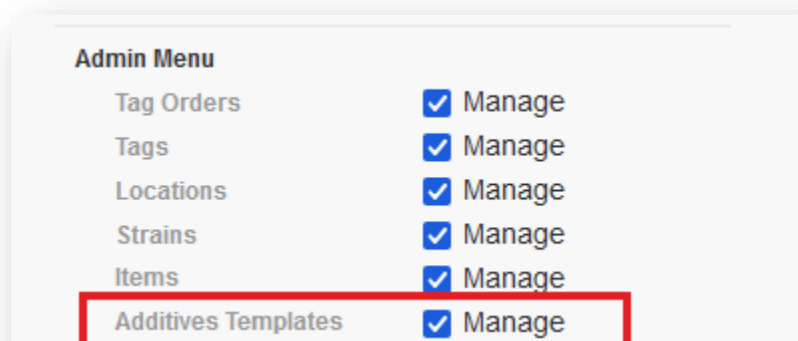 Admin Menu
Tag Orders Manage
Tags Manage
Locations Manage
Strains Manage
Items Manage
Additives Templates Manage